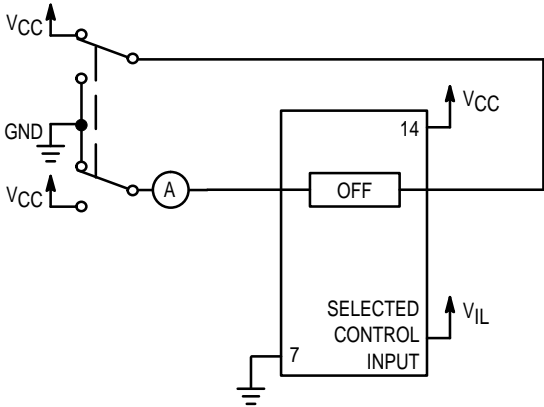 VCC
GND
VCC
A
14
VCC
OFF
SELECTED
CONTROL
INPUT
VIL
7